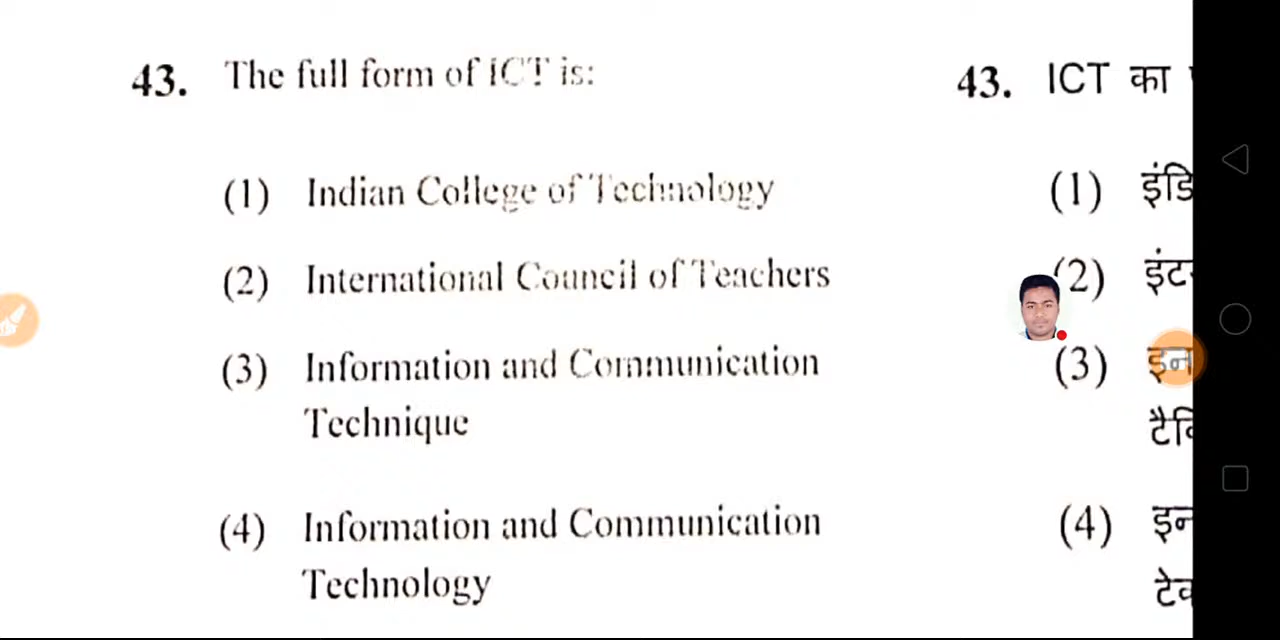 43. The full form of ICT is:
(1) Indian College of Technology
(2) International Council of Teachers
(3) Information and Communication
Technique
(4) Information and Communication
Technology
43. ICT का
(1)
(2)
(3)
(4)